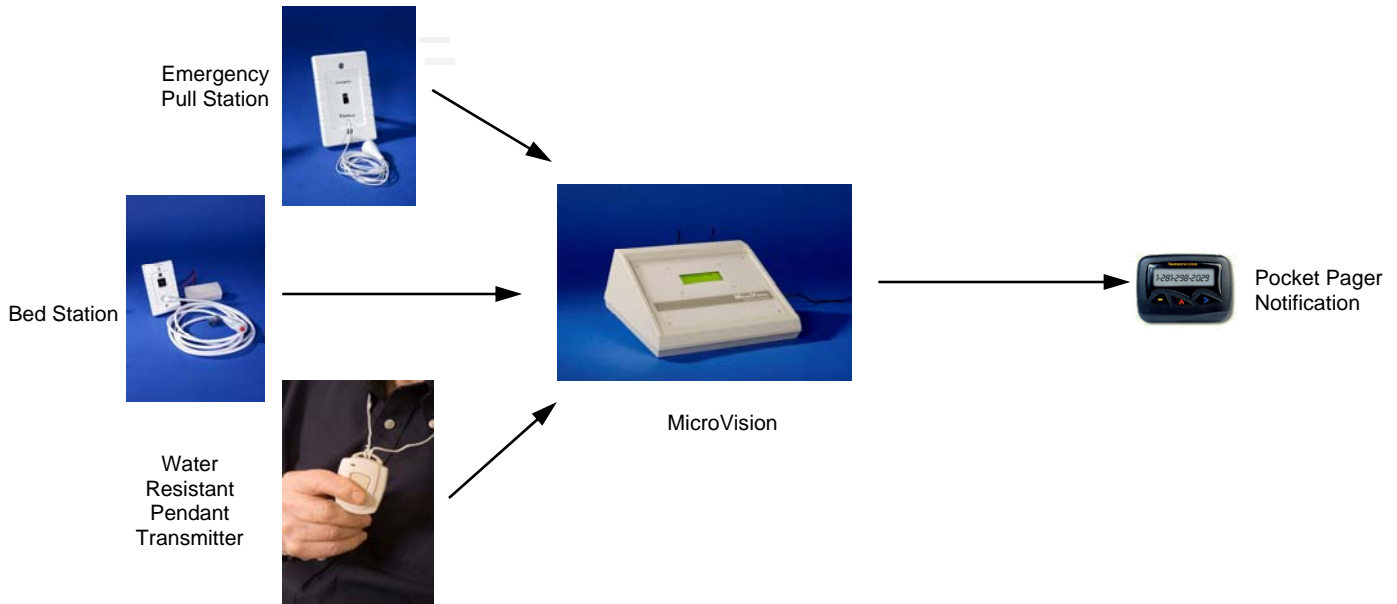 Emergency
Pull Station
Bed Station
Water
Resistant
Pendant
Transmitter
MicroVision
1-281-298-2029
Pocket Pager
Notification